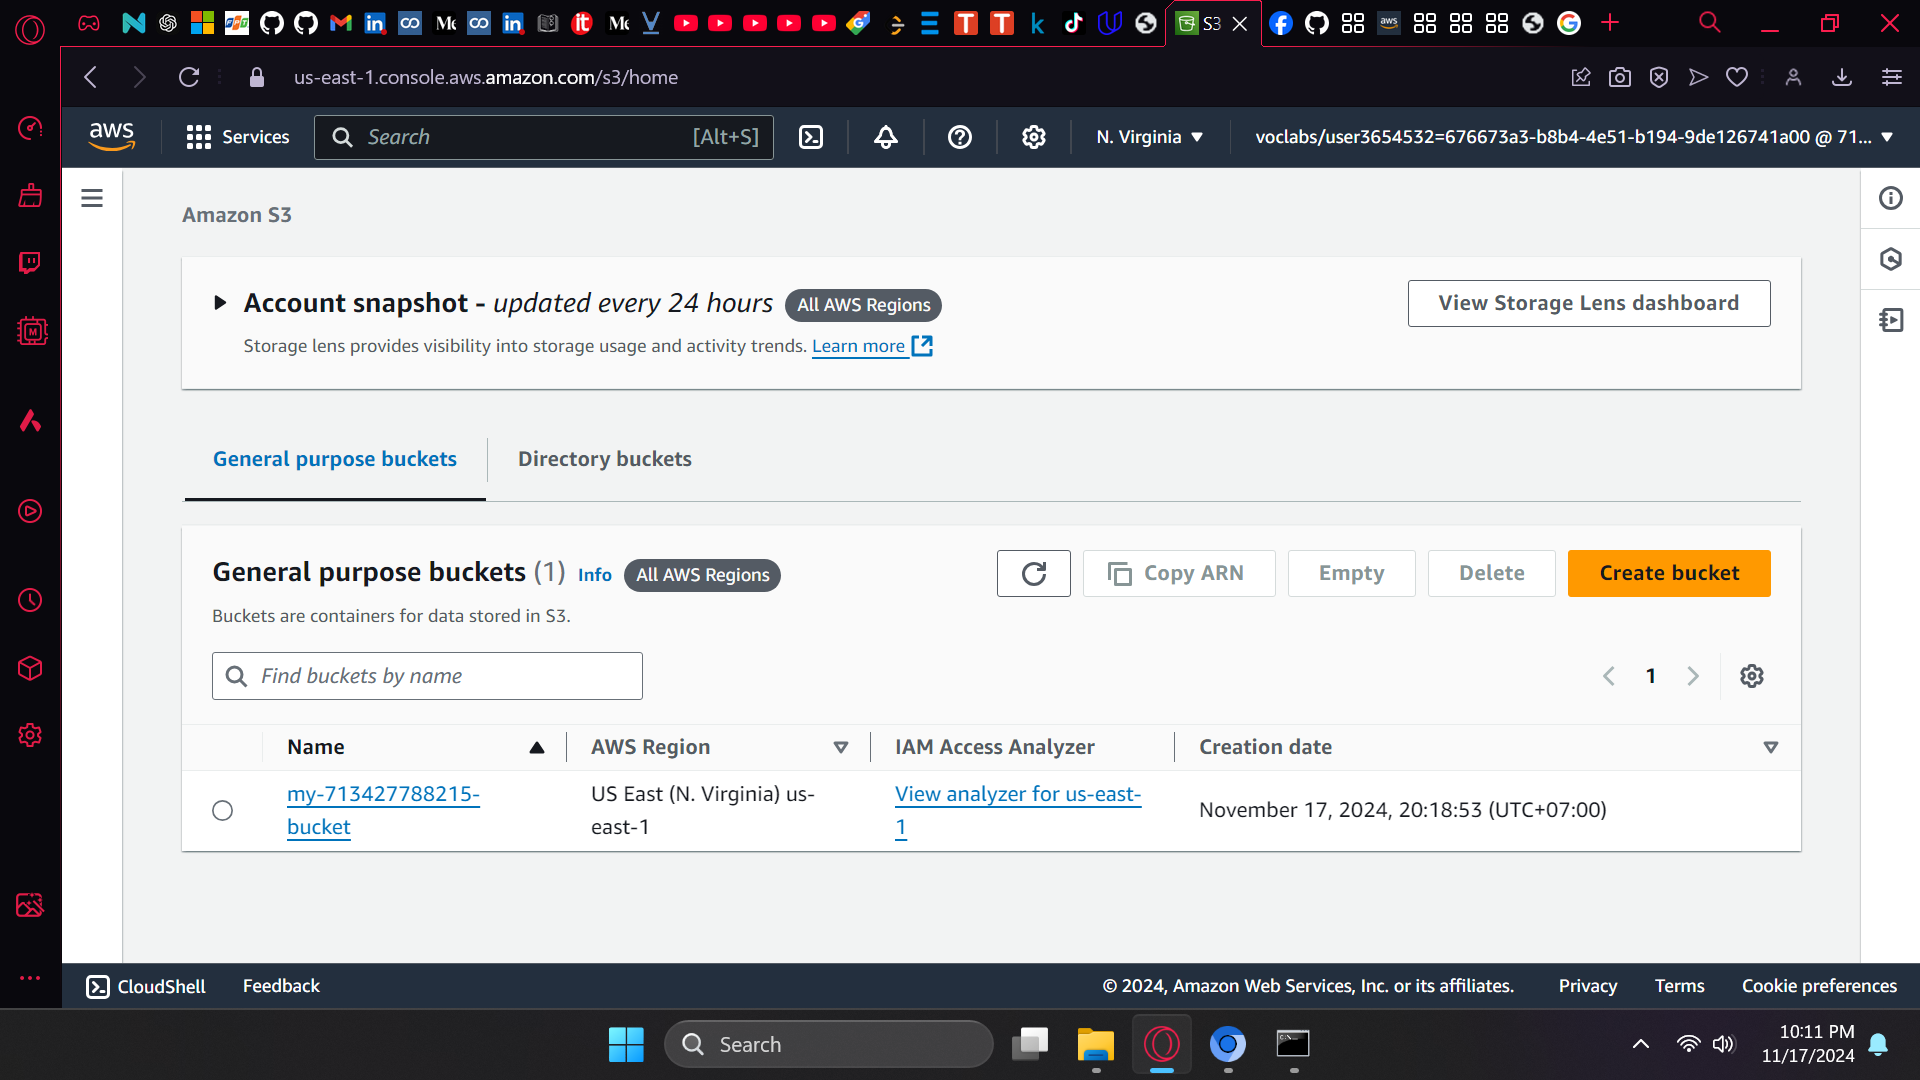 S3
us-east-1.console.aws.amazon.com/s3/home
aws
Services
Search
[Alt+S]
N. Virginia
voclabs/user3654532=676673a3-b8b4-4e51-b194-9de126741a00 @ 71...
Amazon S3
Account snapshot - updated every 24 hours
All AWS Regions
View Storage Lens dashboard
Storage lens provides visibility into storage usage and activity trends. Learn more
General purpose buckets
Directory buckets
General purpose buckets (1) Info
All AWS Regions
Copy ARN
Empty
Delete
Create bucket
Buckets are containers for data stored in S3.
Find buckets by name
1
Name
AWS Region
IAM Access Analyzer
Creation date
my-713427788215-
bucket
US East (N. Virginia) us-
east-1
View analyzer for us-east-
1
November 17, 2024, 20:18:53 (UTC+07:00)
CloudShell
Feedback
© 2024, Amazon Web Services, Inc. or its affiliates.
Privacy
Terms
Cookie preferences
Search
10:11 PM
11/17/2024